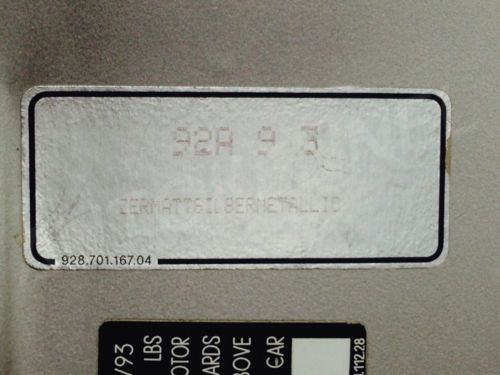 92A 9 3
ZERMATTSILBERMETALLIC
928.701.167.04
/93
LBS
OTOR
ARDS
BOVE
CAR
.112.28